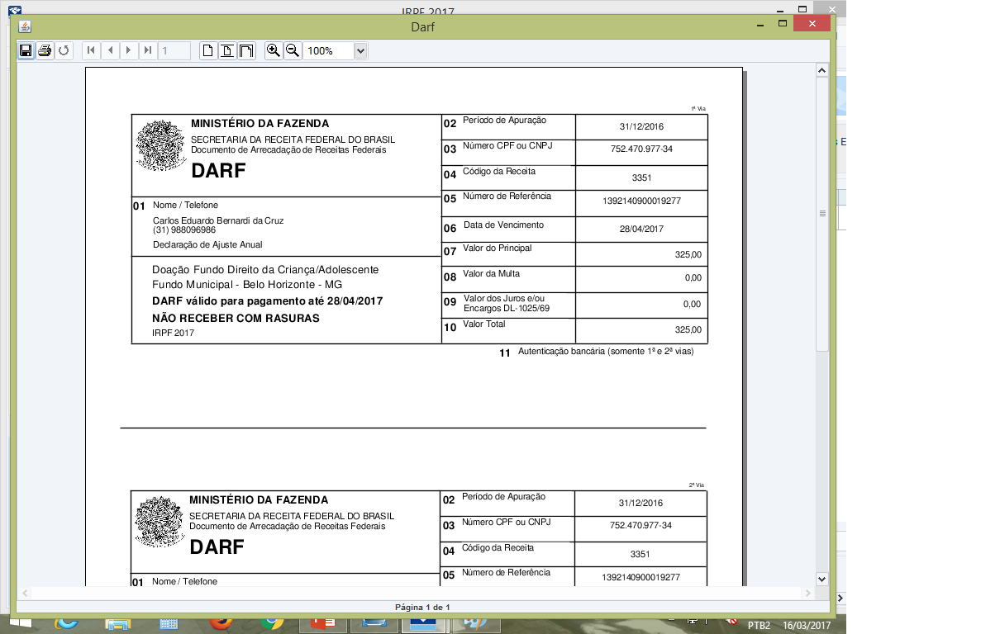 IRPF 2017
Darf
1
100%
1ª Via
MINISTÉRIO DA FAZENDA
SECRETARIA DA RECEITA FEDERAL DO BRASIL
Documento de Arrecadação de Receitas Federais
DARF
01 Nome / Telefone
Carlos Eduardo Bernardi da Cruz
(31) 988096986
Declaração de Ajuste Anual
Doação Fundo Direito da Criança/Adolescente
Fundo Municipal - Belo Horizonte - MG
DARF válido para pagamento até 28/04/2017
NÃO RECEBER COM RASURAS
IRPF 2017
02 Período de Apuração 31/12/2016
03 Número CPF ou CNPJ 752.470.977-34
04 Código da Receita 3351
05 Número de Referência 1392140900019277
06 Data de Vencimento 28/04/2017
07 Valor do Principal 325,00
08 Valor da Multa 0,00
09 Valor dos Juros e/ou
Encargos DL-1025/69 0,00
10 Valor Total 325,00
11 Autenticação bancária (somente 1ª e 2ª vias)
2ª Via
MINISTÉRIO DA FAZENDA
SECRETARIA DA RECEITA FEDERAL DO BRASIL
Documento de Arrecadação de Receitas Federais
DARF
01 Nome / Telefone
02 Período de Apuração 31/12/2016
03 Número CPF ou CNPJ 752.470.977-34
04 Código da Receita 3351
05 Número de Referência 1392140900019277
Página 1 de 1
PTB2 16/03/2017